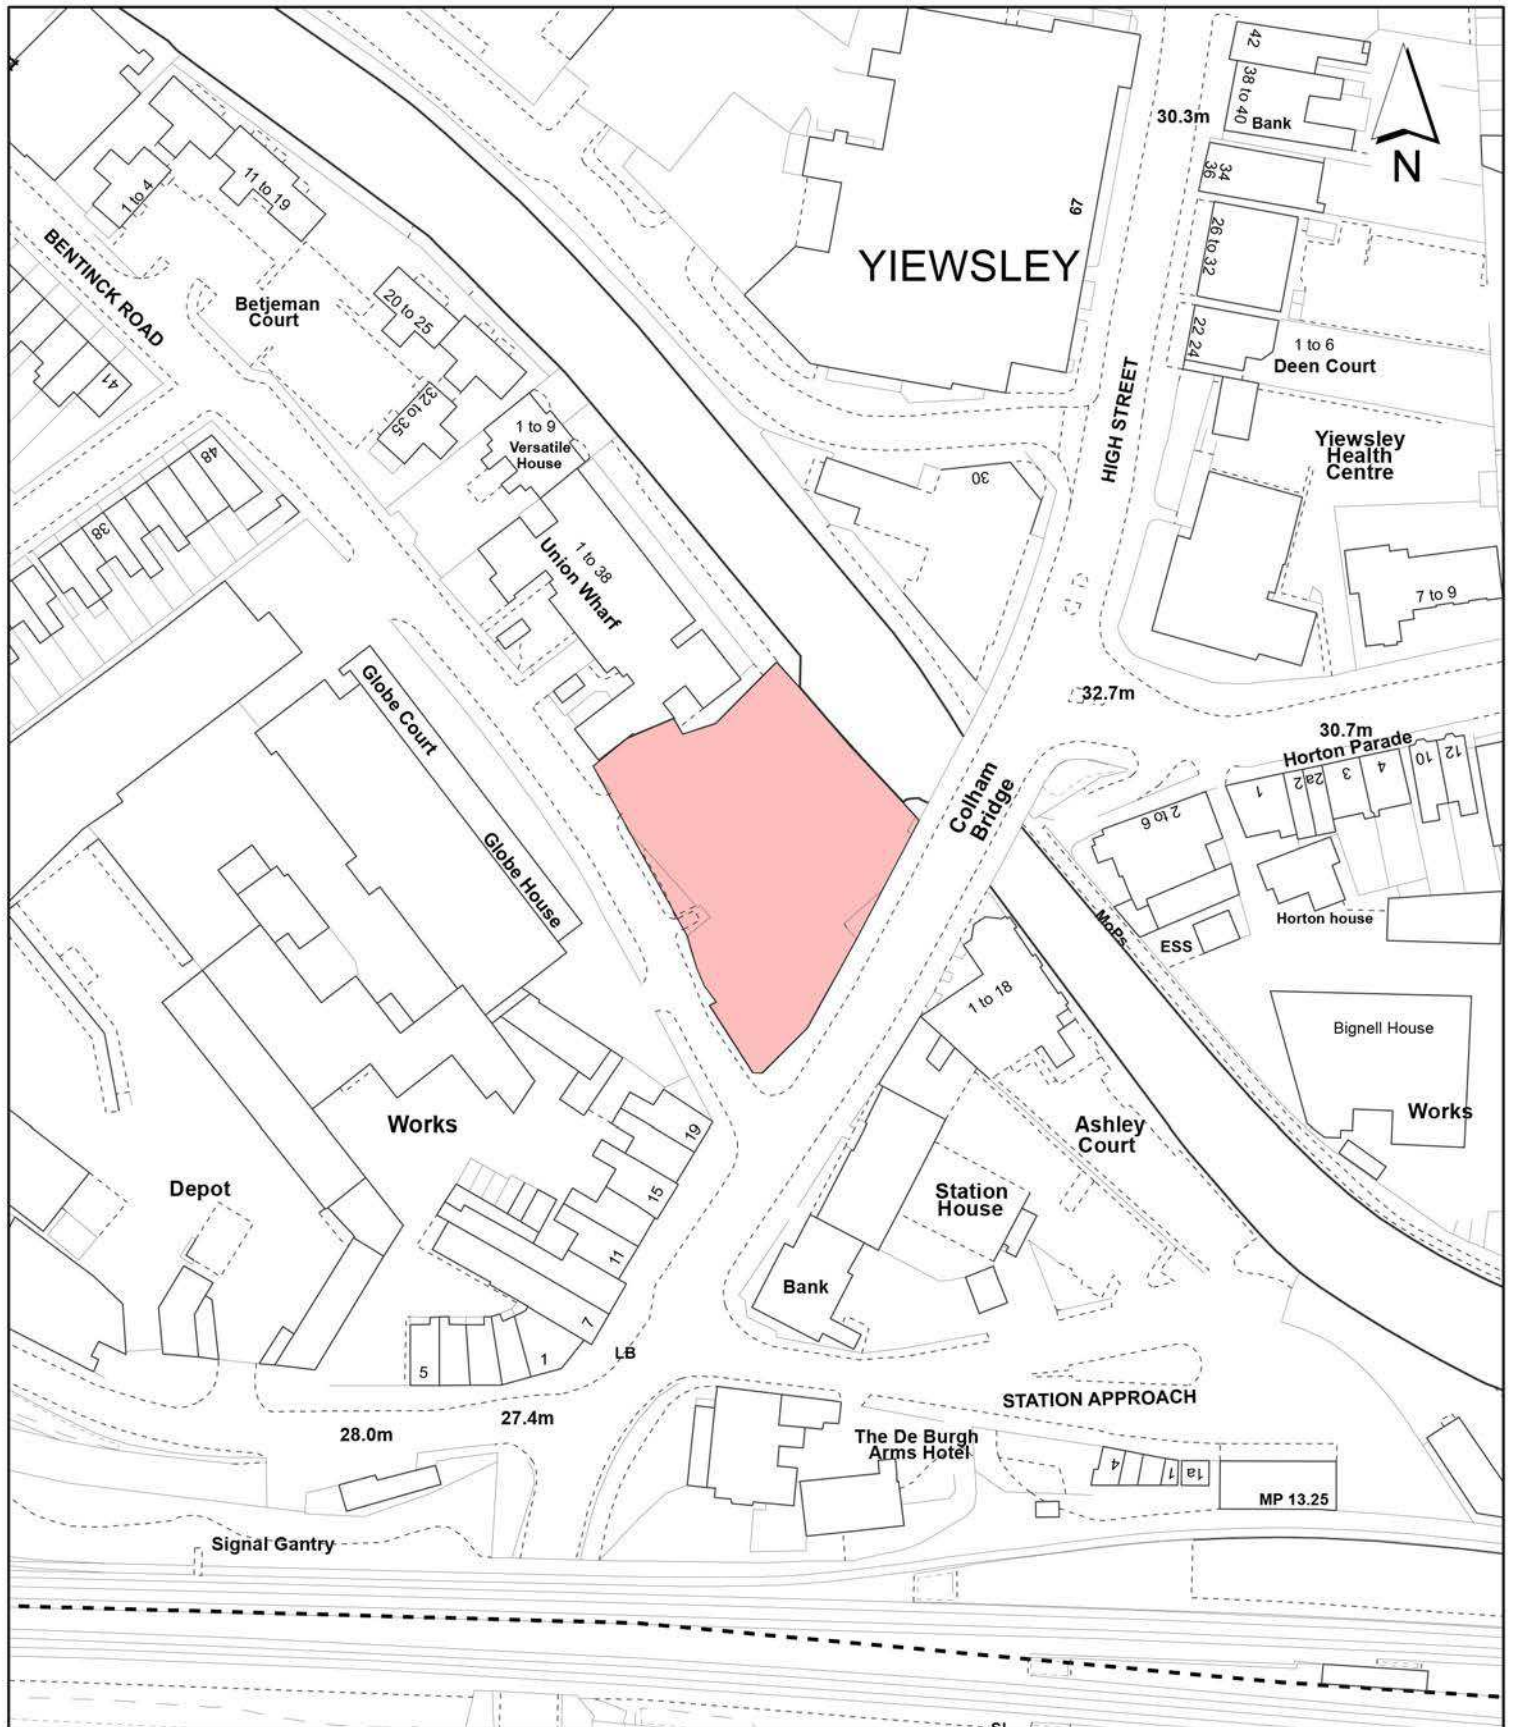 42
38 to 40
30.3m
Bank
N
34
36
67
1 to 4
11 to 19
YIEWSLEY
26 to 32
BENTINCK ROAD
Betjeman
Court
20 to 25
22 24
1 to 6
Deen Court
41
32 to
35
HIGH STREET
1 to 9
Versatile
House
Yiewsley
Health
Centre
48
30
38
1 to 38
Union Wharf
7 to 9
Globe Court
32.7m
30.7m
Horton Parade
1
2
2a
3
4
10
12
Colham
Bridge
2 to 6
Globe House
Horton house
MoPs
ESS
1 to 18
Bignell House
Works
Works
19
Ashley
Court
Depot
15
Station
House
11
Bank
7
LB
5
1
STATION APPROACH
27.4m
28.0m
The De Burgh
Arms Hotel
4
1
1a
MP 13.25
Signal Gantry